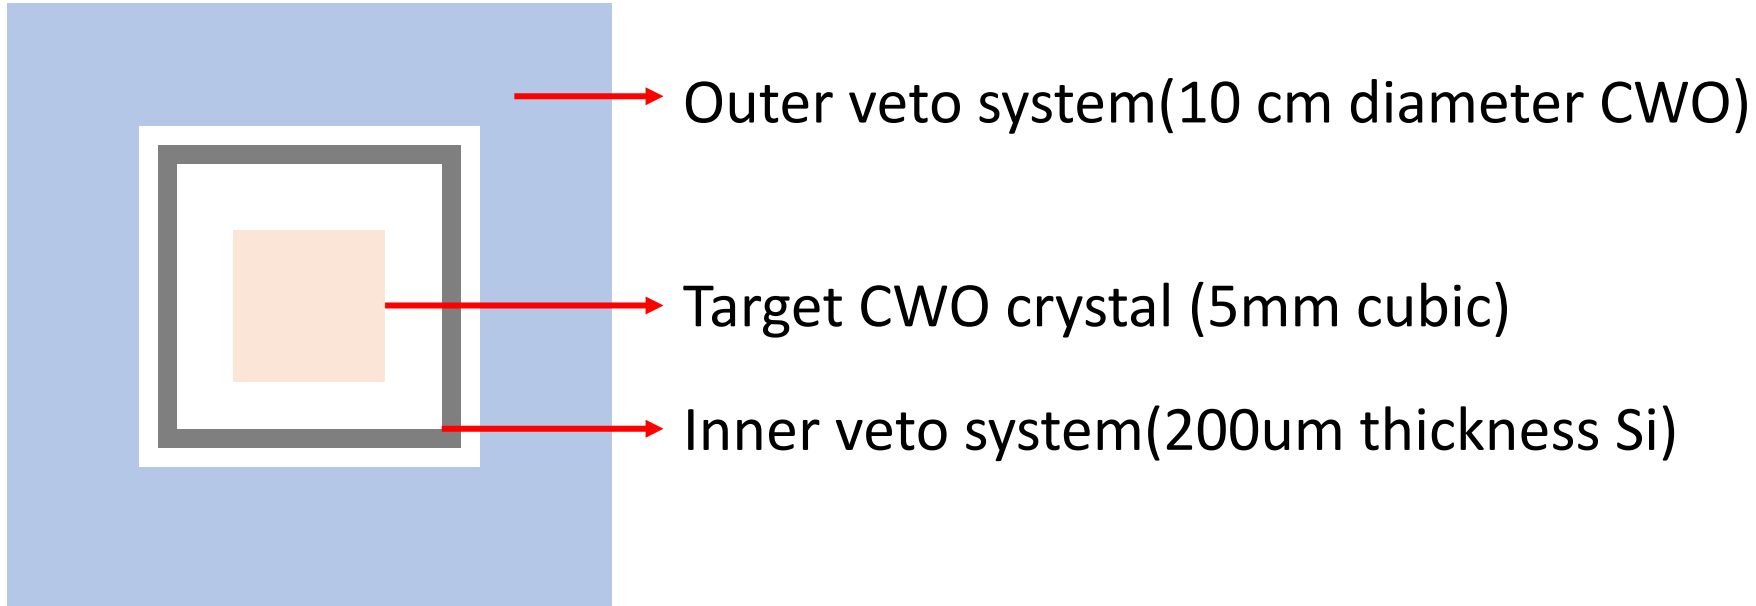 Outer veto system(10 cm diameter CWO)
Target CWO crystal (5mm cubic)
Inner veto system(200um thickness Si)